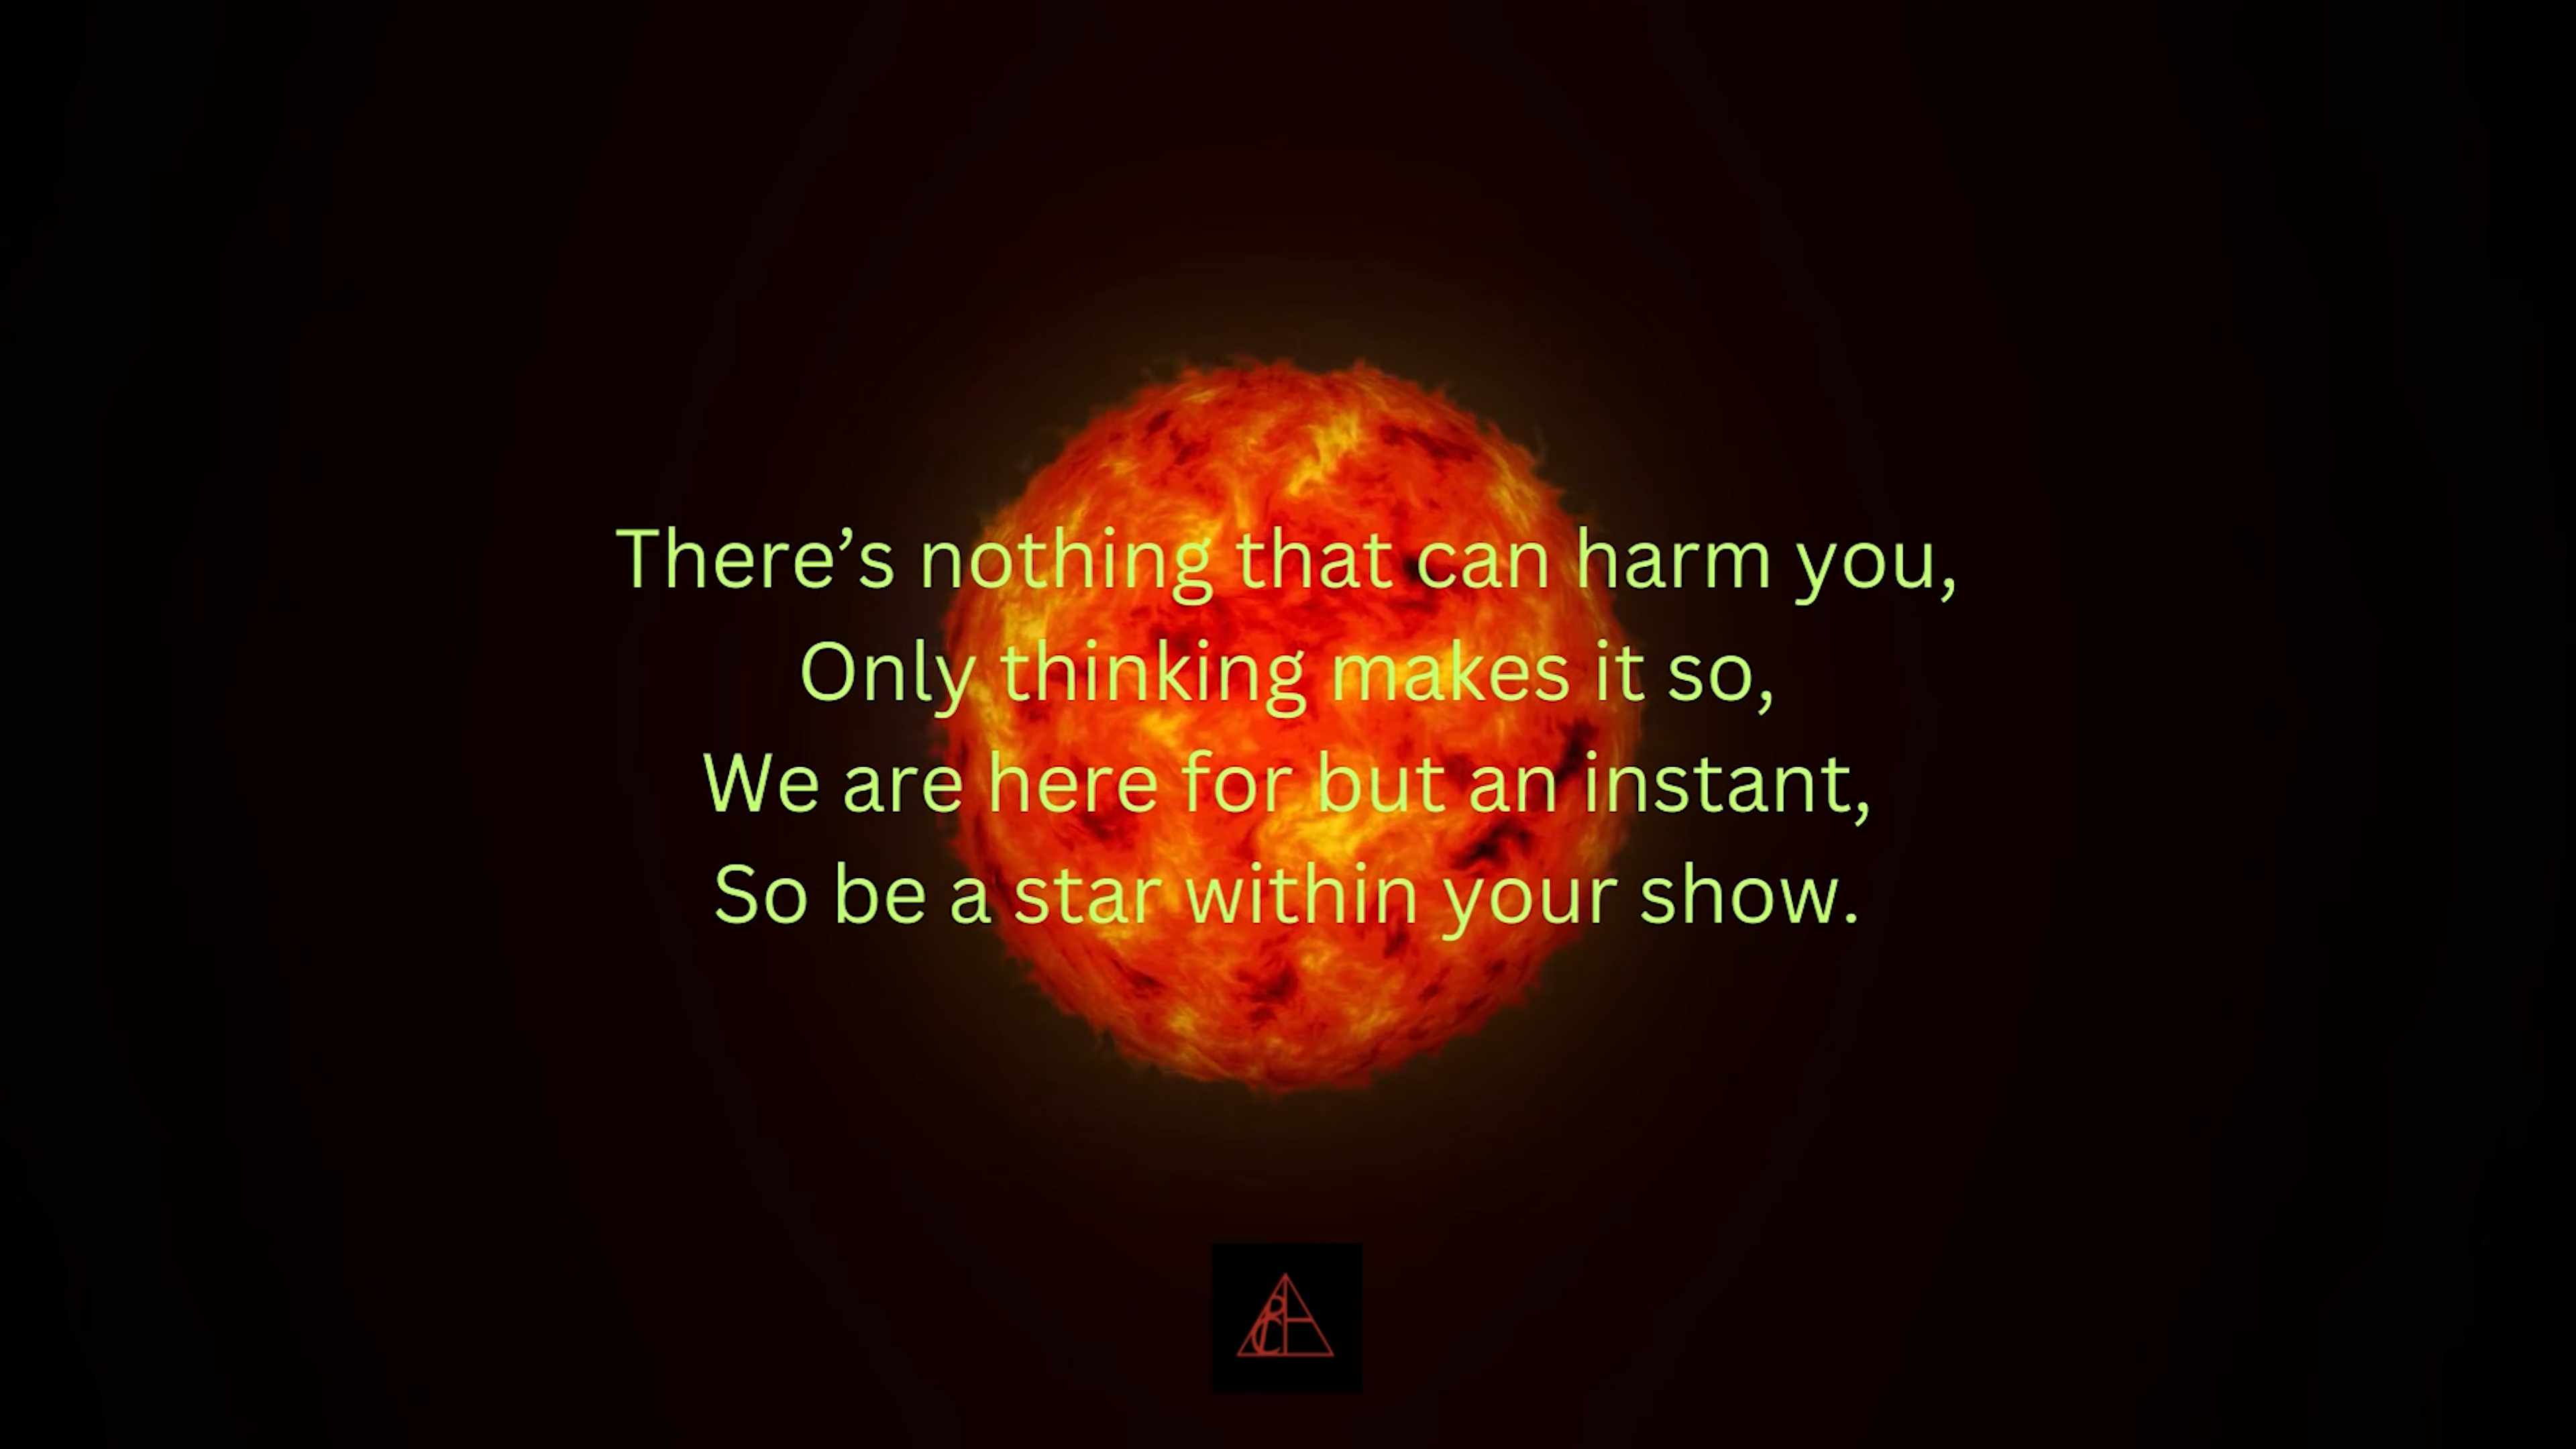 There’s nothing that can harm you,
Only thinking makes it so,
We are here for but an instant,
So be a star within your show.